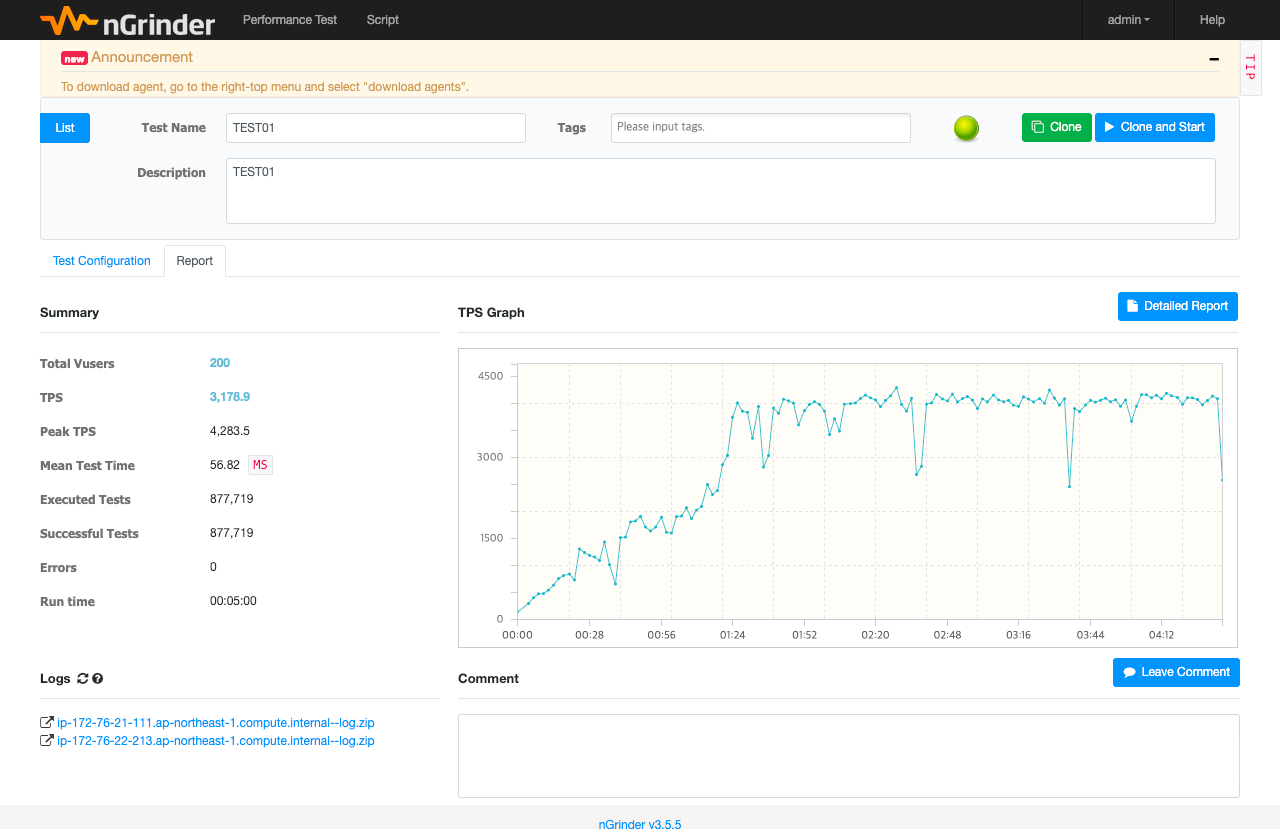 nGrinder Performance Test Script admin Help
new Announcement
TIP
To download agent, go to the right-top menu and select "download agents".
List Test Name TEST01 Tags Please input tags. Clone Clone and Start
Description TEST01
Test Configuration Report
Summary
Total Vusers 200
TPS 3,178.9
Peak TPS 4,283.5
Mean Test Time 56.82 MS
Executed Tests 877,719
Successful Tests 877,719
Errors 0
Run time 00:05:00
TPS Graph Detailed Report
4500
3000
1500
0
00:00 00:28 00:56 01:24 01:52 02:20 02:48 03:16 03:44 04:12
Logs
ip-172-76-21-111.ap-northeast-1.compute.internal--log.zip
ip-172-76-22-213.ap-northeast-1.compute.internal--log.zip
Comment Leave Comment
nGrinder v3.5.5